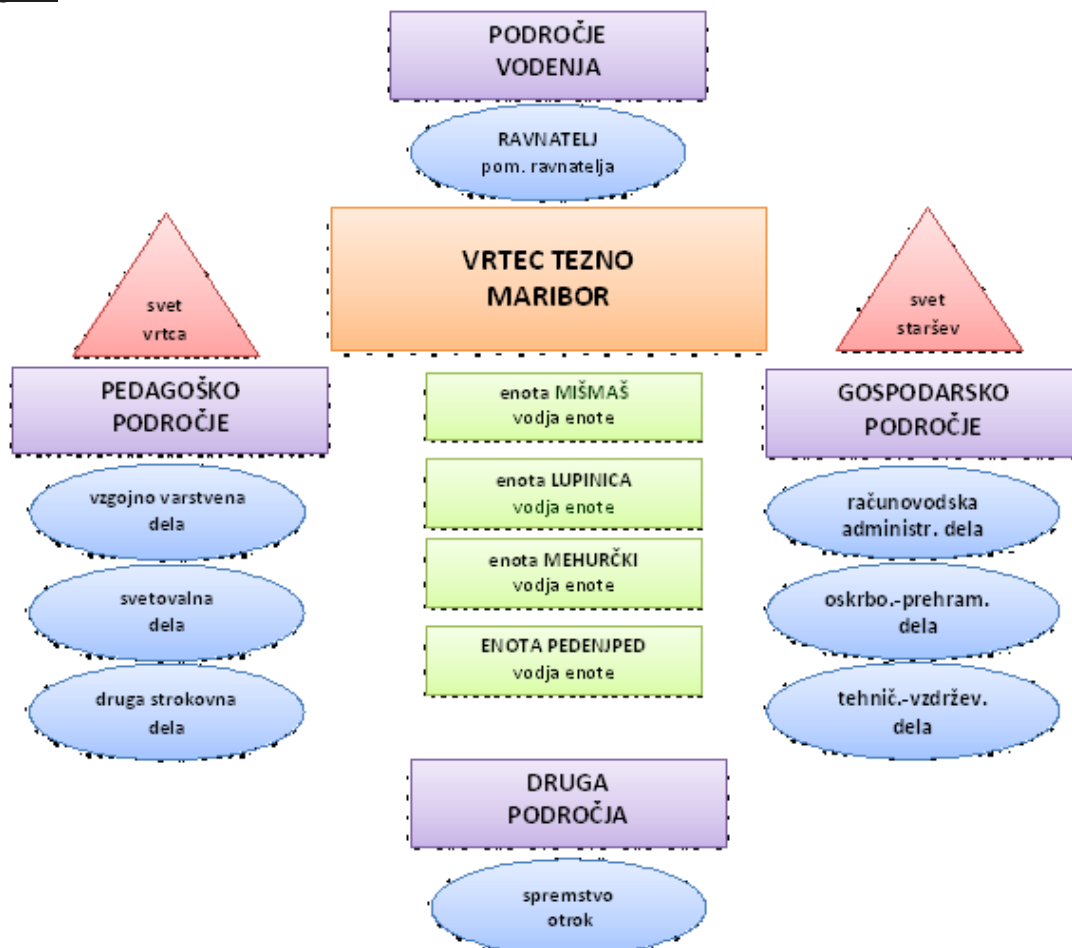 PODROČJE
VODENJA
RAVNATELJ
pom. ravnatelja
VRTEC TEZNO
MARIBOR
svet
vrtca
svet
staršev
PEDAGOŠKO
PODROČJE
vzgojno varstvena
dela
svetovalna
dela
druga strokovna
dela
enota MIŠMAŠ
vodja enote
enota LUPINICA
vodja enote
enota MEHURČKI
vodja enote
ENOTA PEDENJPED
vodja enote
GOSPODARSKO
PODROČJE
računovodska
administr. dela
oskrbo.-prehram.
dela
tehnič.-vzdržev.
dela
DRUGA
PODROČJA
spremstvo
otrok